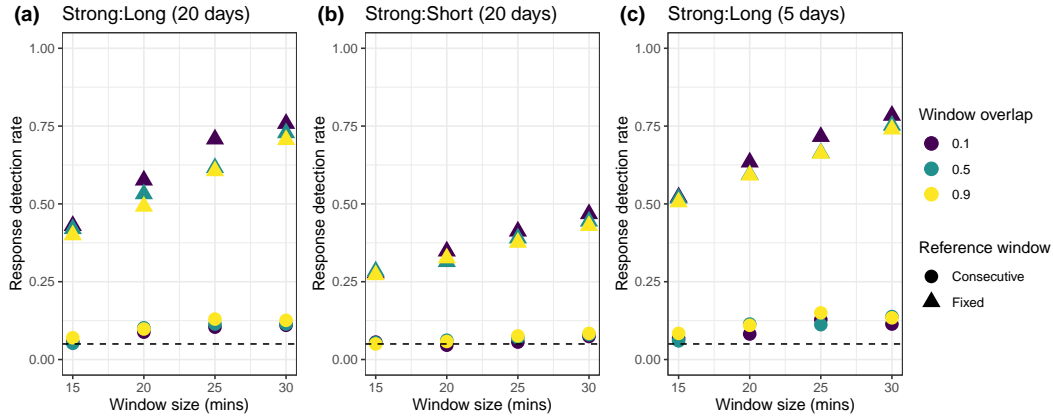 (a) Strong:Long (20 days)
1.00
0.75
0.50
0.25
0.00
Response detection rate
15 20 25 30
Window size (mins)
(b) Strong:Short (20 days)
1.00
0.75
0.50
0.25
0.00
Response detection rate
15 20 25 30
Window size (mins)
(c) Strong:Long (5 days)
1.00
0.75
0.50
0.25
0.00
Response detection rate
15 20 25 30
Window size (mins)
Window overlap
0.1
0.5
0.9
Reference window
Consecutive
Fixed